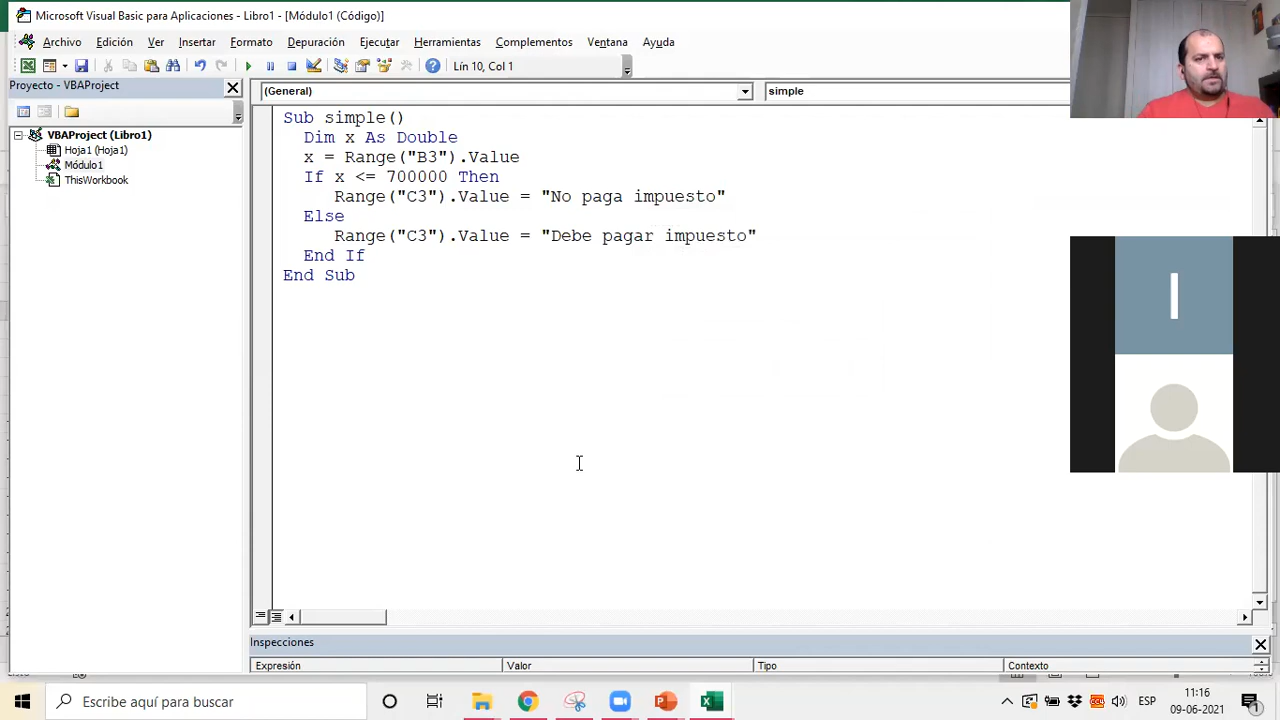 Microsoft Visual Basic para Aplicaciones - Libro1 - [Módulo1 (Código)]
Archivo Edición Ver Insertar Formato Depuración Ejecutar Herramientas Complementos Ventana Ayuda
Lín 10, Col 1
Proyecto - VBAProject
(General)
simple
VBAProject (Libro1)
Hoja1 (Hoja1)
Módulo1
ThisWorkbook
Sub simple()
Dim x As Double
x = Range("B3").Value
If x <= 700000 Then
Range("C3").Value = "No paga impuesto"
Else
Range("C3").Value = "Debe pagar impuesto"
End If
End Sub
I
Inspecciones
Expresión Valor Tipo Contexto
Escribe aquí para buscar
ESP
11:16
09-06-2021
1